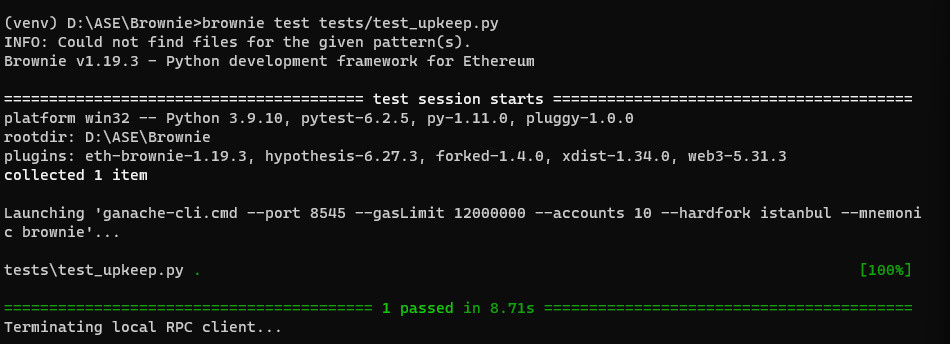 (venv) D:\ASE\Brownie>brownie test tests/test_upkeep.py
INFO: Could not find files for the given pattern(s).
Brownie v1.19.3 - Python development framework for Ethereum
======================================= test session starts =======================================
platform win32 -- Python 3.9.10, pytest-6.2.5, py-1.11.0, pluggy-1.0.0
rootdir: D:\ASE\Brownie
plugins: eth-brownie-1.19.3, hypothesis-6.27.3, forked-1.4.0, xdist-1.34.0, web3-5.31.3
collected 1 item
Launching 'ganache-cli.cmd --port 8545 --gasLimit 12000000 --accounts 10 --hardfork istanbul --mnemoni
c brownie'...
tests\test_upkeep.py . [100%]
======================================== 1 passed in 8.71s ========================================
Terminating local RPC client...